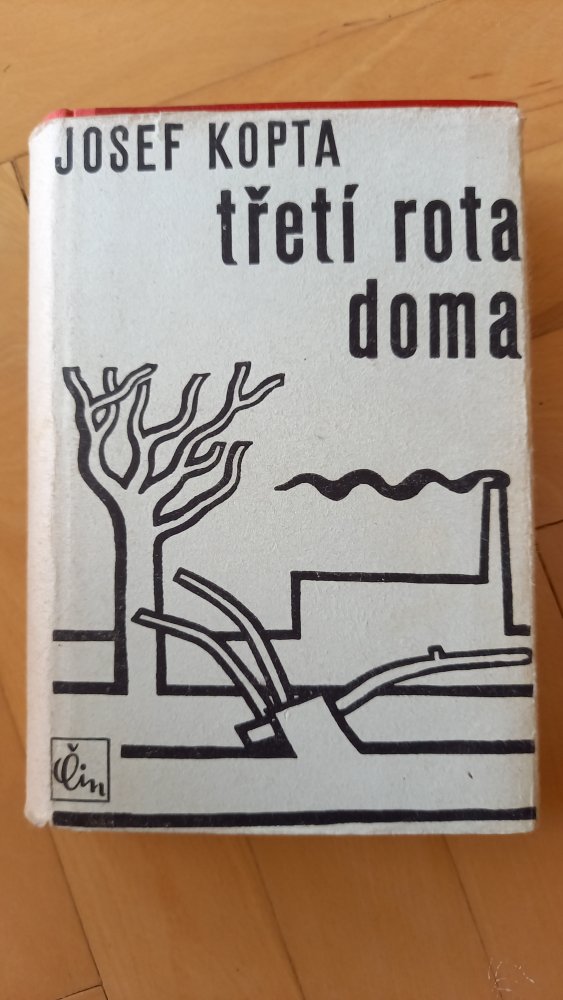 JOSEF KOPTA
třetí rota
doma
Čin